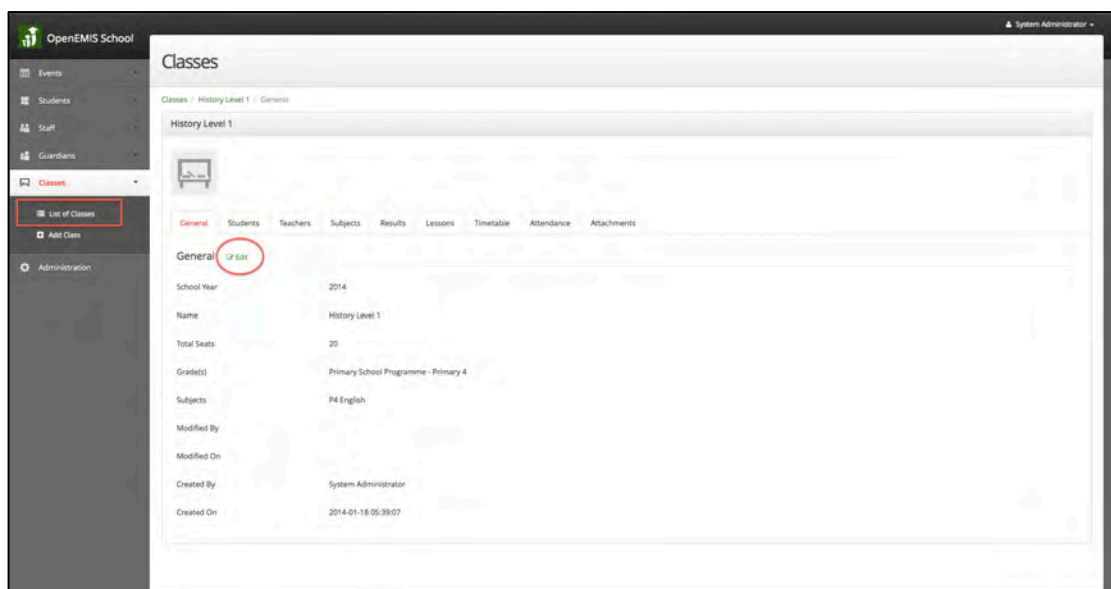 System Administrator
OpenEMIS School
Events
Students
Staff
Guardians
Classes
List of Classes
Add Class
Administration
Classes
Classes / History Level 1 / General
History Level 1
General Students Teachers Subjects Results Lessons Timetable Attendance Attachments
General Edit
School Year 2014
Name History Level 1
Total Seats 20
Grade(s) Primary School Programme - Primary 4
Subjects P4 English
Modified By
Modified On
Created By System Administrator
Created On 2014-01-18 05:39:07